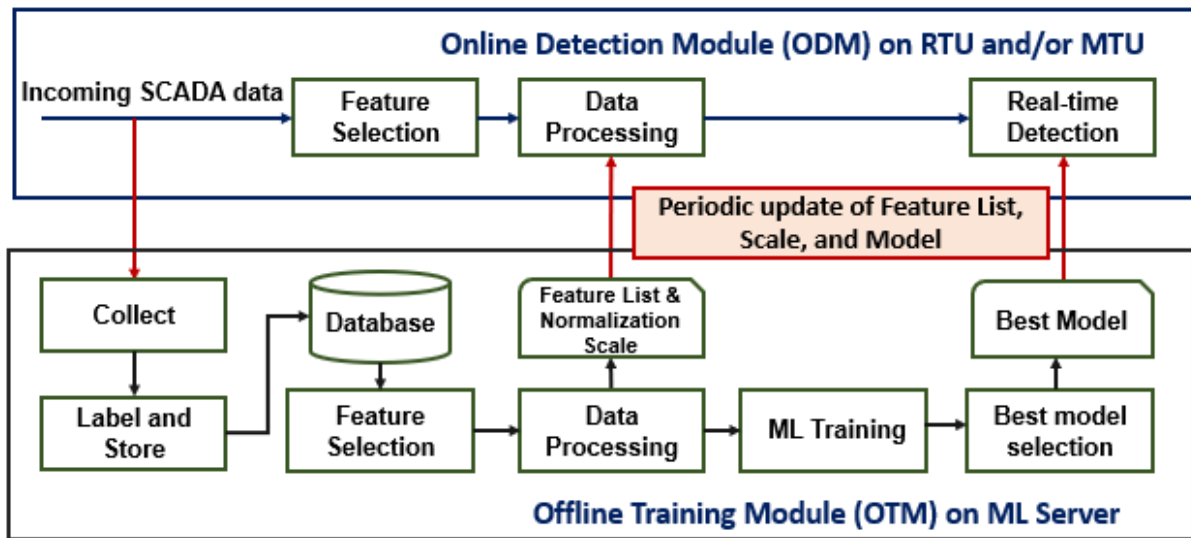 Online Detection Module (ODM) on RTU and/or MTU
Incoming SCADA data
Feature
Selection
Data
Processing
Real-time
Detection
Periodic update of Feature List,
Scale, and Model
Collect
Database
Feature List &
Normalization
Scale
Best Model
Label and
Store
Feature
Selection
Data
Processing
ML Training
Best model
selection
Offline Training Module (OTM) on ML Server